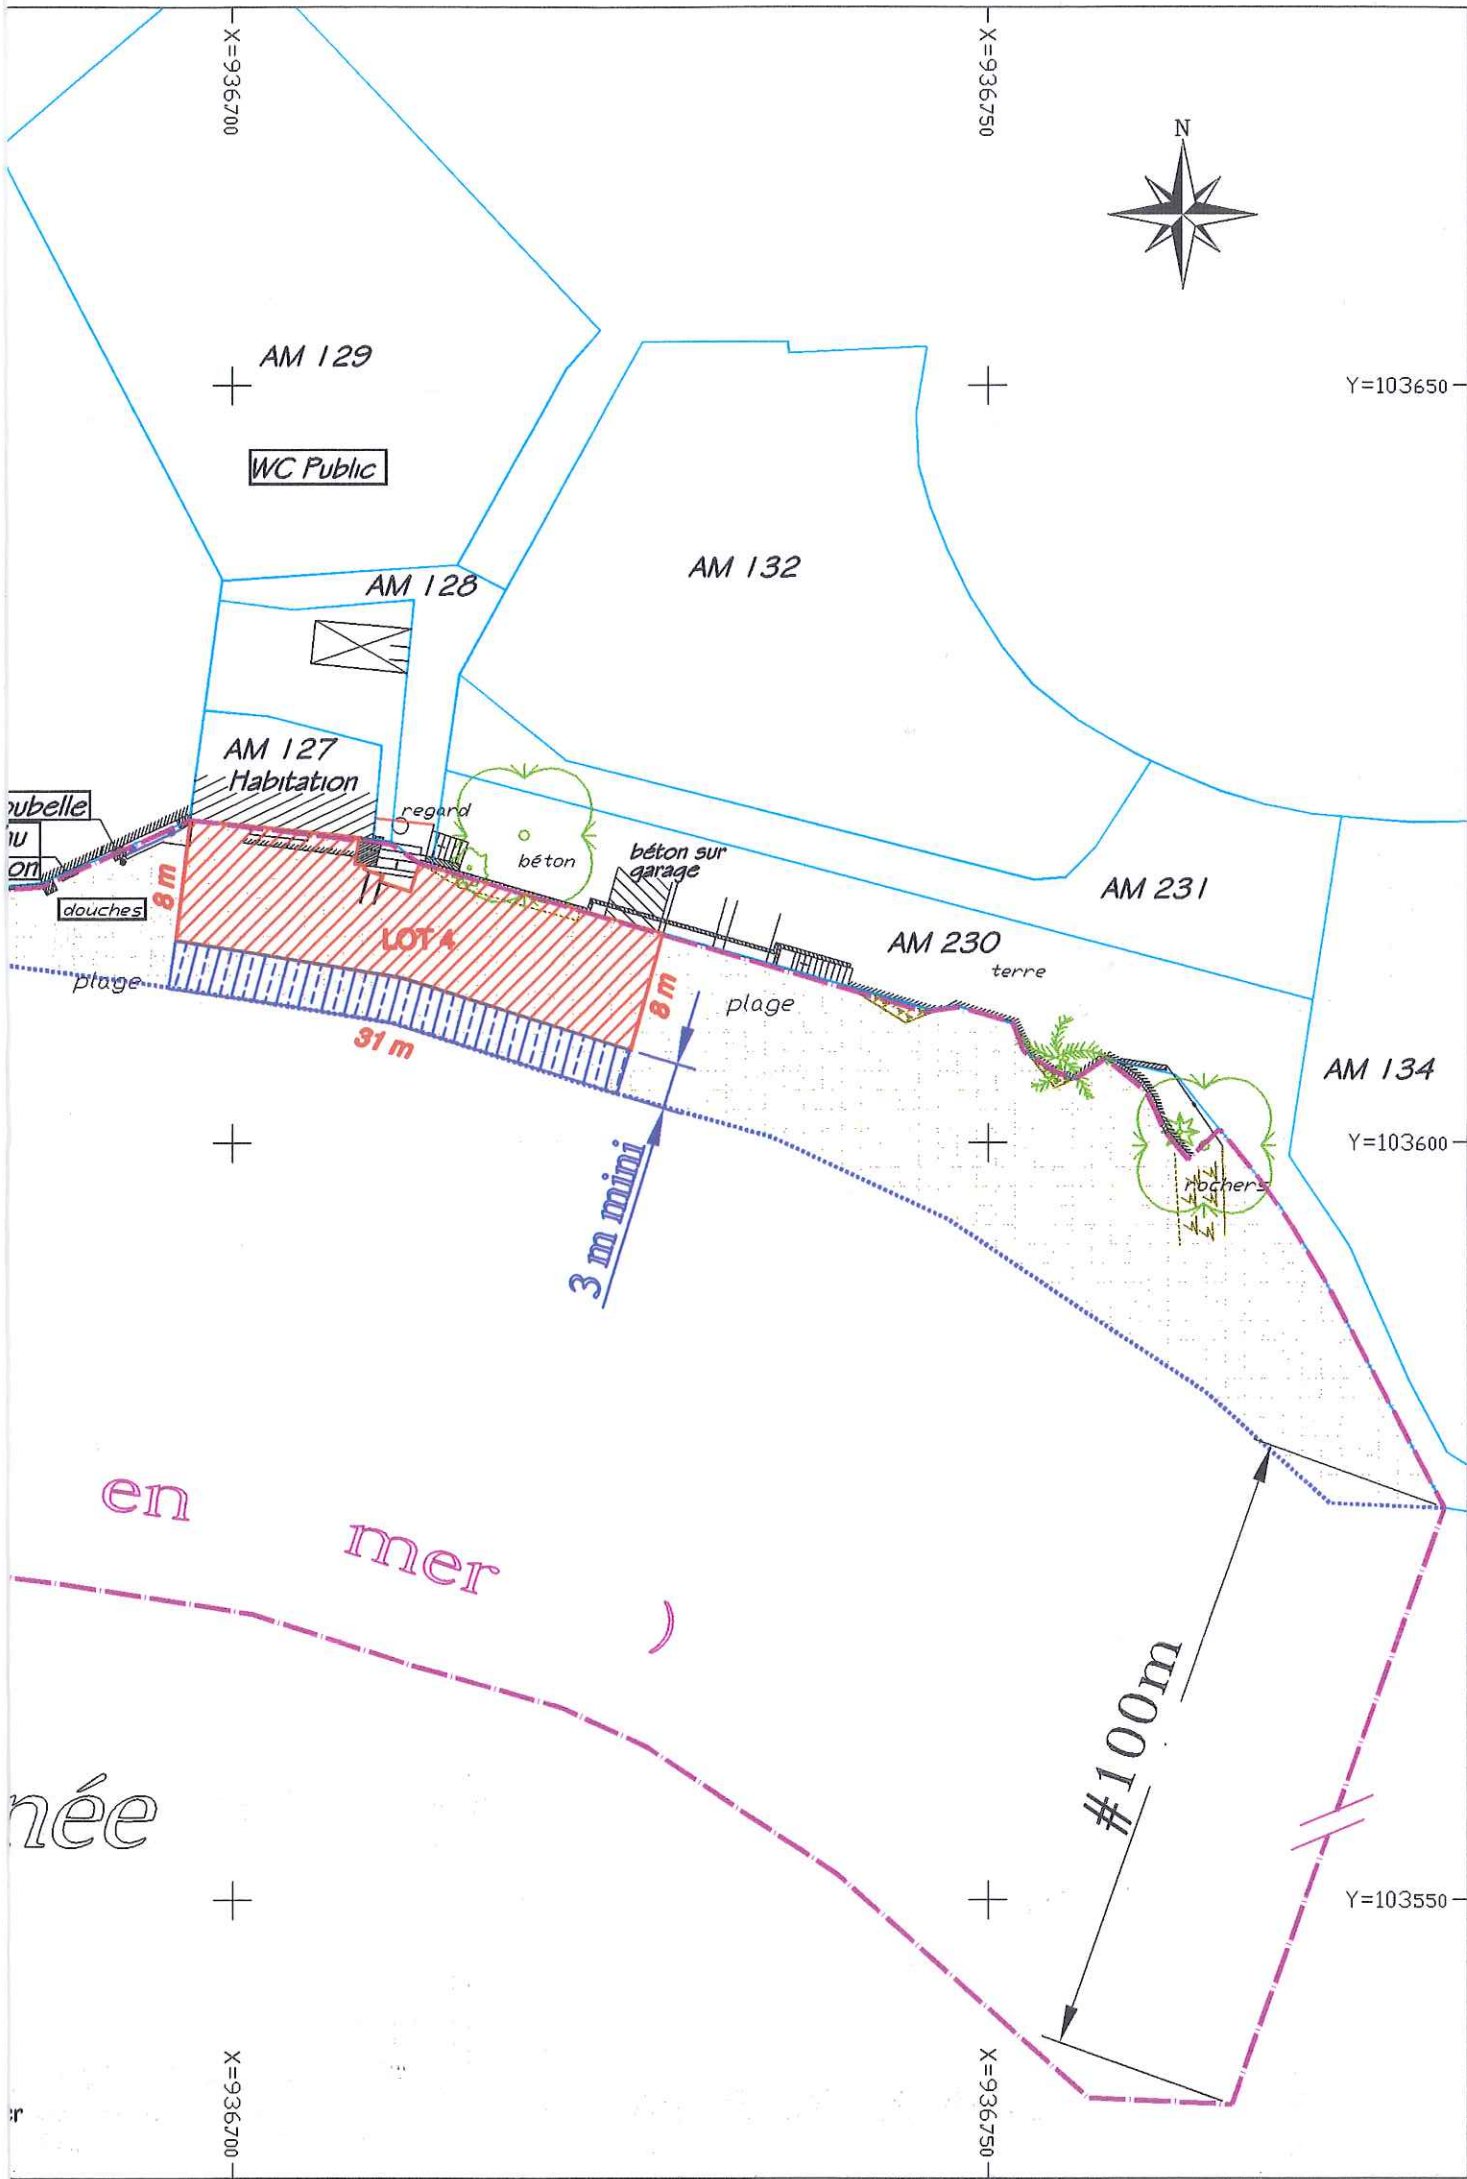 X=936700
X=936750
N
AM 129
Y=103650
WC Public
AM 132
AM 128
AM 127
Habitation
regard
béton
béton sur
garage
AM 231
douches
8 m
LOT 4
AM 230
terre
plage
8 m
plage
31 m
AM 134
Y=103600
rochers
3 m mini
en
mer
)
#100m
née
Y=103550
X=936700
X=936750